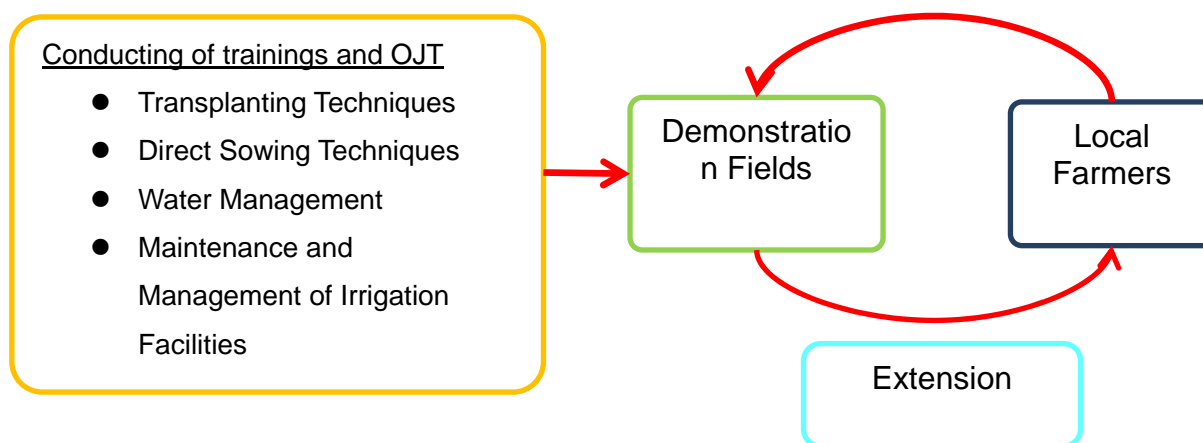 Conducting of trainings and OJT
● Transplanting Techniques
● Direct Sowing Techniques
● Water Management
● Maintenance and
Management of Irrigation
Facilities
Demonstratio
n Fields
Local
Farmers
Extension